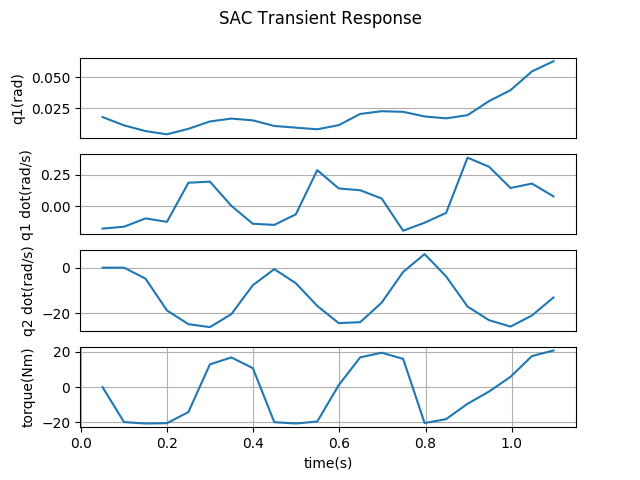 SAC Transient Response
q1(rad)
0.050
0.025
q1 dot(rad/s)
0.25
0.00
q2 dot(rad/s)
0
−20
torque(Nm)
20
0
−20
0.0 0.2 0.4 0.6 0.8 1.0
time(s)